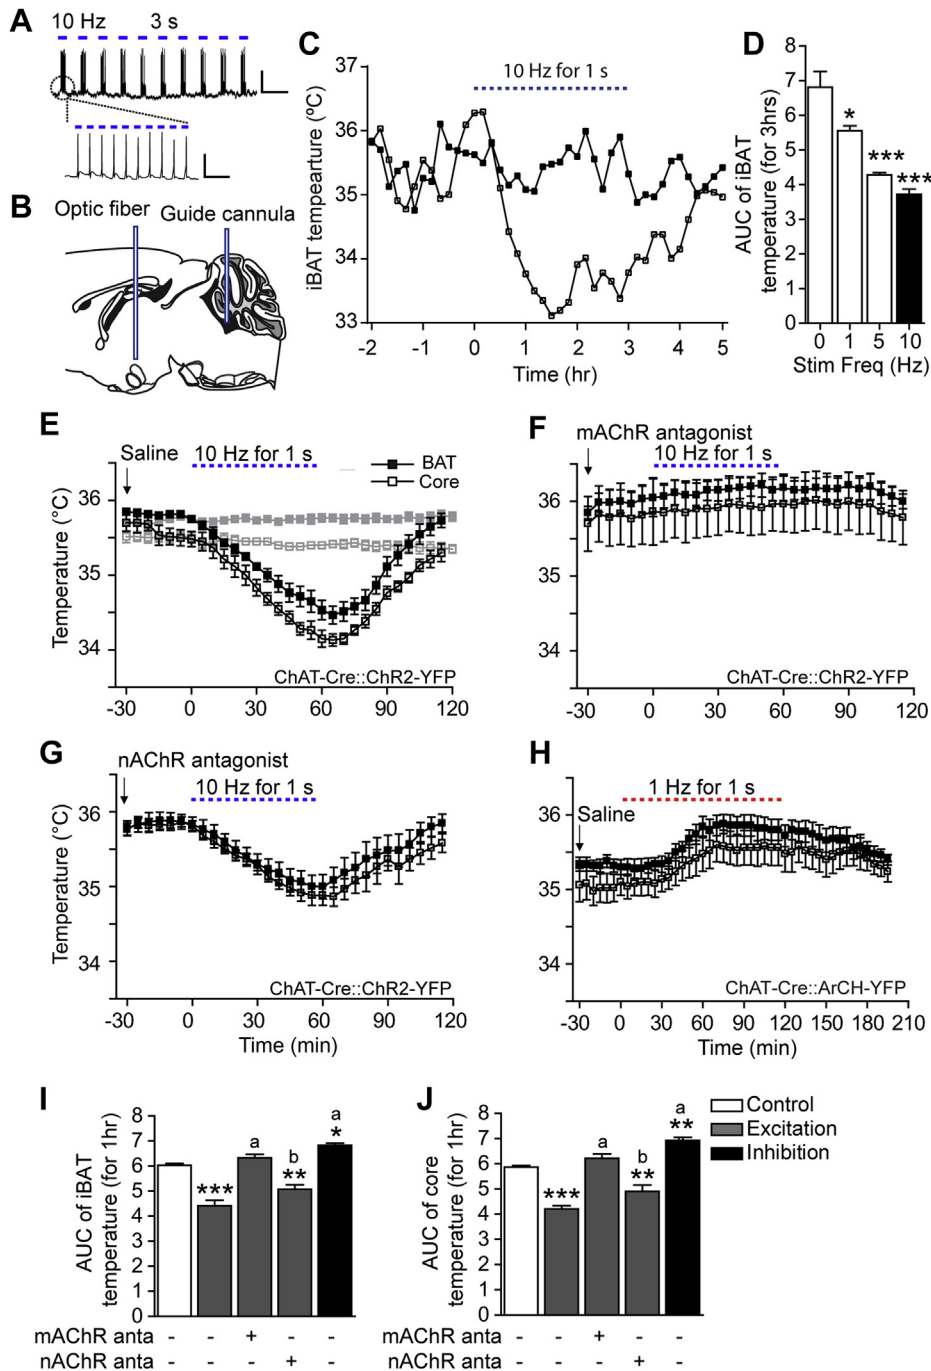 A
10 Hz 3 s
B
Optic fiber Guide cannula
C
10 Hz for 1 s
iBAT tempearture (ºC)
37
36
35
34
33
-2 -1 0 1 2 3 4 5
Time (hr)
D
AUC of iBAT
temperature (for 3hrs)
8
7
6
5
4
3
2
1
0
*
***
***
0 1 5 10
Stim Freq (Hz)
E
Saline
10 Hz for 1 s
BAT
Core
Temperature (°C)
36
35
34
ChAT-Cre::ChR2-YFP
-30 0 30 60 90 120
F
mAChR antagonist
10 Hz for 1 s
36
35
34
ChAT-Cre::ChR2-YFP
-30 0 30 60 90 120
G
nAChR antagonist
10 Hz for 1 s
Temperature (°C)
36
35
34
ChAT-Cre::ChR2-YFP
-30 0 30 60 90 120
Time (min)
H
1 Hz for 1 s
Saline
36
35
34
ChAT-Cre::ArCH-YFP
-30 0 30 60 90 120 150 180 210
Time (min)
I
AUC of iBAT
temperature (for 1hr)
8
7
6
5
4
3
2
1
0
***
a
b
**
a
*
mAChR anta - - + - -
nAChR anta - - - + -
J
AUC of core
temperature (for 1hr)
8
7
6
5
4
3
2
1
0
***
a
b
**
a
**
mAChR anta - - + - -
nAChR anta - - - + -
Control
Excitation
Inhibition